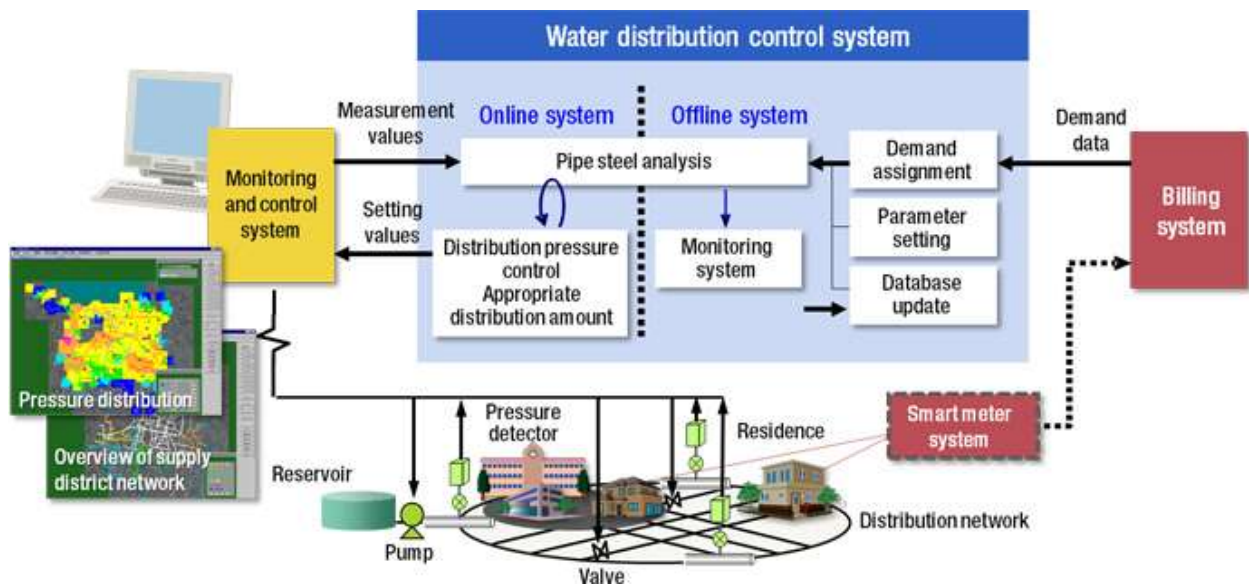 Water distribution control system
Measurement
values
Online system
Offline system
Demand
data
Pipe steel analysis
Demand
assignment
Monitoring
and control
system
Billing
system
Setting
values
Parameter
setting
Distribution pressure
control
Appropriate
distribution amount
Monitoring
system
Database
update
Pressure distribution
Overview of supply
district network
Pressure
detector
Residence
Smart meter
system
Reservoir
Distribution network
Pump
Valve